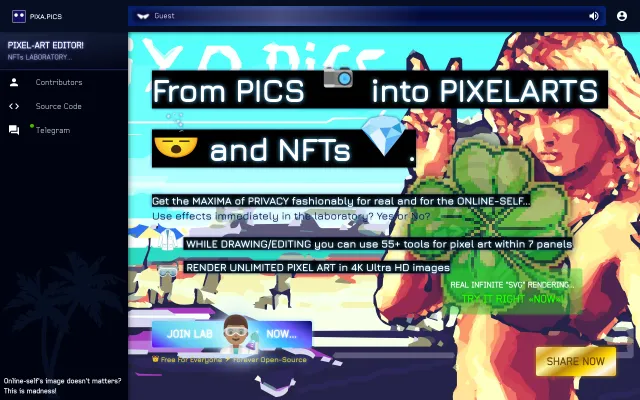 PIXA.PICS
Guest
PIXEL-ART EDITOR!
NFTs LABORATORY...
Contributors
Source Code
Telegram
pixa.pics
From PICS into PIXELARTS
and NFTs .
Get the MAXIMA of PRIVACY fashionably for real and for the ONLINE-SELF...
Use effects immediately in the laboratory? Yes or No?
WHILE DRAWING/EDITING you can use 55+ tools for pixel art within 7 panels
RENDER UNLIMITED PIXEL ART in 4K Ultra HD images
REAL INFINITE "SVG" RENDERING...
TRY IT RIGHT NOW
JOIN LAB NOW...
Free For Everyone > Forever Open-Source
SHARE NOW
Online-self's image doesn't matters?
This is madness!